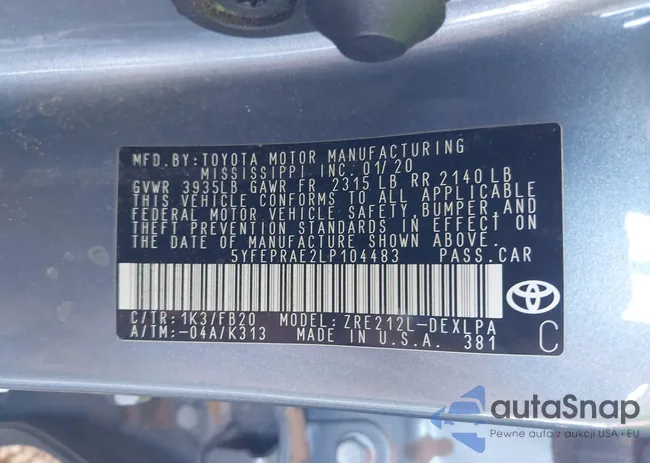 MFD. BY: TOYOTA MOTOR MANUFACTURING
MISSISSIPPI INC. 01/20
GVWR 3935LB GAWR FR 2315 LB RR 2140 LB
THIS VEHICLE CONFORMS TO ALL APPLICABLE
FEDERAL MOTOR VEHICLE SAFETY, BUMPER, AND
THEFT PREVENTION STANDARDS IN EFFECT ON
THE DATE OF MANUFACTURE SHOWN ABOVE.
5YFEPRAE2LP104483 PASS. CAR
C/TR: 1K3/FB20 MODEL: ZRE212L-DEXLPA
A/TM: -04A/K313 MADE IN U.S.A. 381 C
autaSnap
Pewne auta z aukcji USA i EU